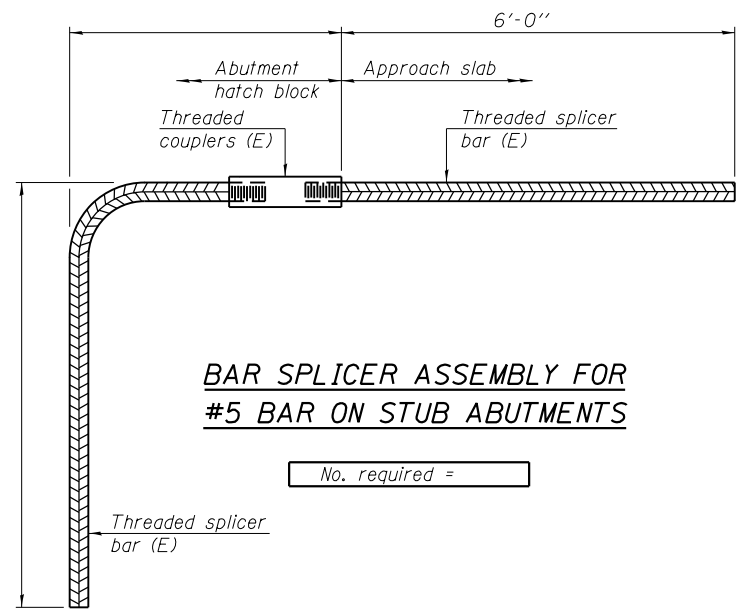 6'-0"
Abutment
hatch block
Approach slab
Threaded
couplers (E)
Threaded splicer
bar (E)
BAR SPLICER ASSEMBLY FOR
#5 BAR ON STUB ABUTMENTS
No. required =
Threaded splicer
bar (E)